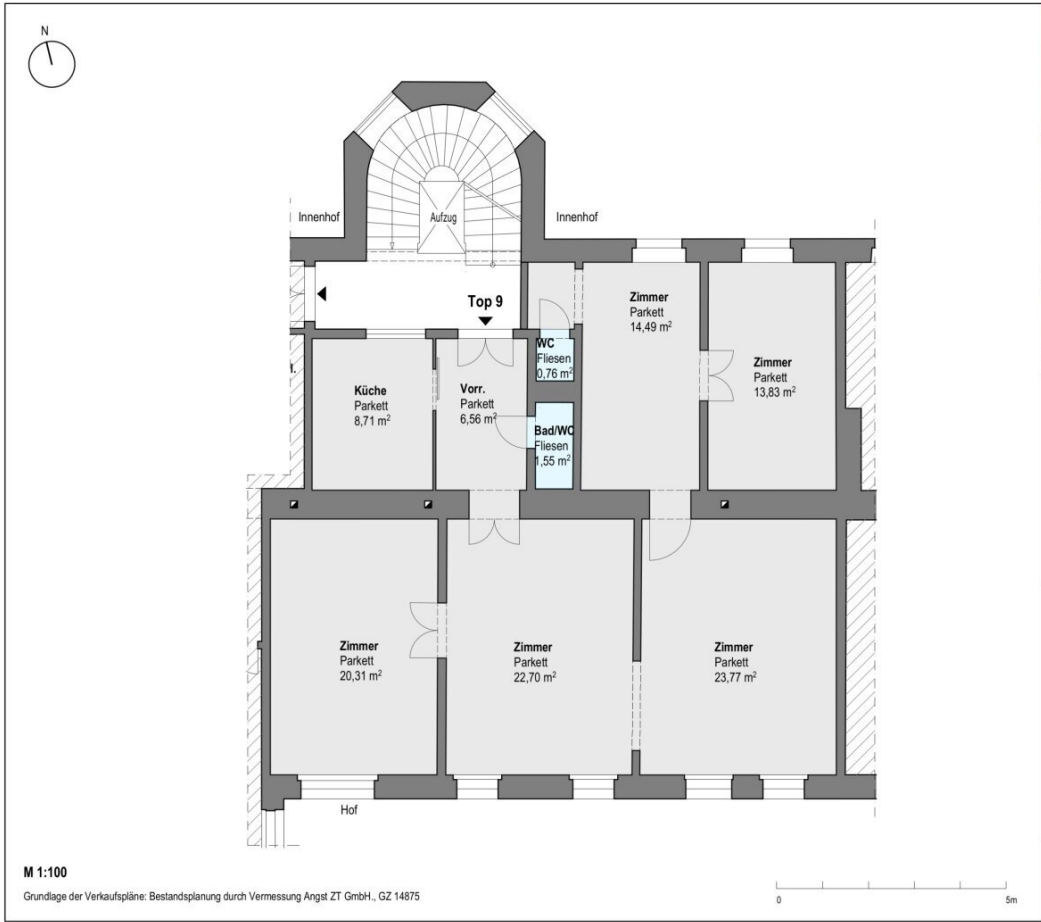 N
Innenhof
Aufzug
Innenhof
Top 9
Zimmer
Parkett
14,49 m²
Zimmer
Parkett
13,83 m²
WC
Fliesen
0,76 m²
Küche
Parkett
8,71 m²
Vorr.
Parkett
6,56 m²
Bad/WC
Fliesen
1,55 m²
Zimmer
Parkett
20,31 m²
Zimmer
Parkett
22,70 m²
Zimmer
Parkett
23,77 m²
Hof
M 1:100
Grundlage der Verkaufspläne: Bestandsplanung durch Vermessung Angst ZT GmbH., GZ 14875
0
5m